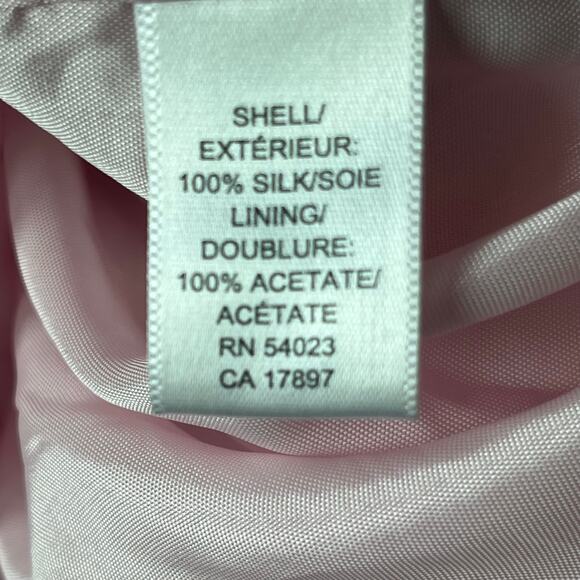 SHELL/
EXTÉRIEUR:
100% SILK/SOIE
LINING/
DOUBLURE:
100% ACETATE/
ACÉTATE
RN 54023
CA 17897